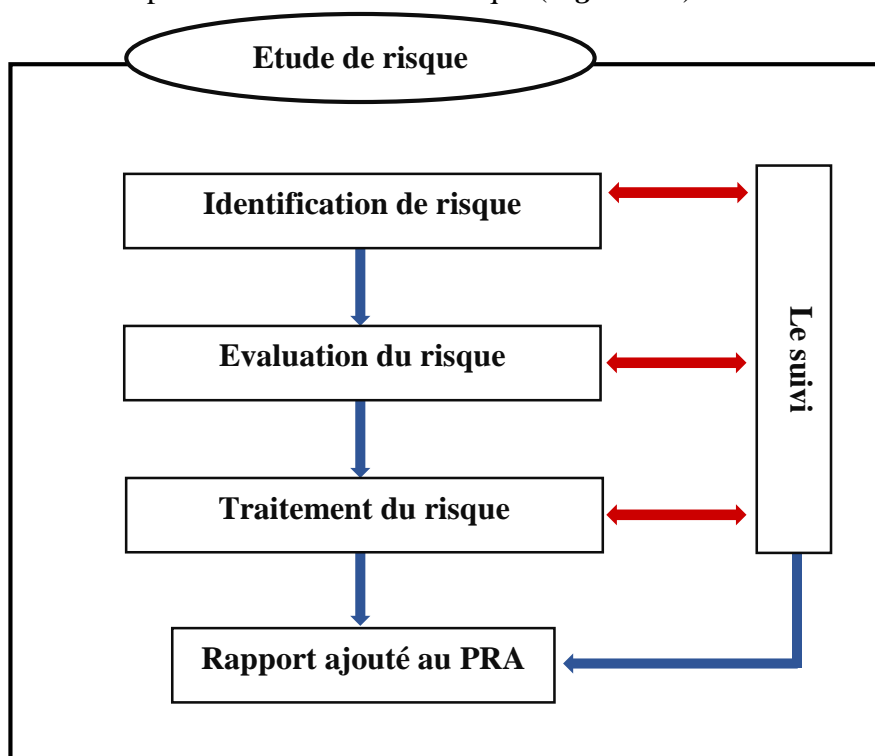 Etude de risque
Identification de risque
Evaluation du risque
Le suivi
Traitement du risque
Rapport ajouté au PRA